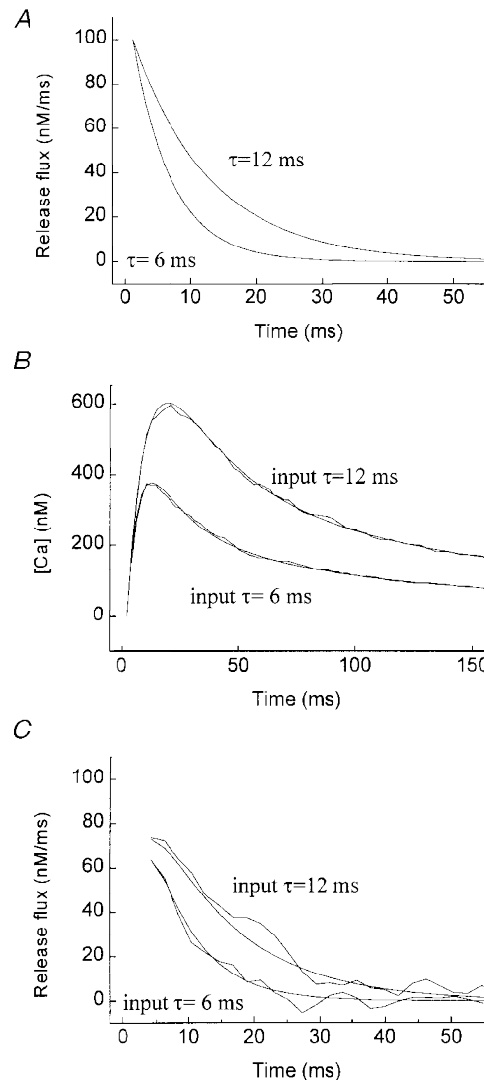 A
100
80
60
40
20
0
Release flux (nM/ms)
τ=12 ms
τ= 6 ms
0
10
20
30
40
50
Time (ms)
B
600
400
200
0
[Ca] (nM)
input τ=12 ms
input τ= 6 ms
0
50
100
150
Time (ms)
C
100
80
60
40
20
0
Release flux (nM/ms)
input τ=12 ms
input τ= 6 ms
0
10
20
30
40
50
Time (ms)